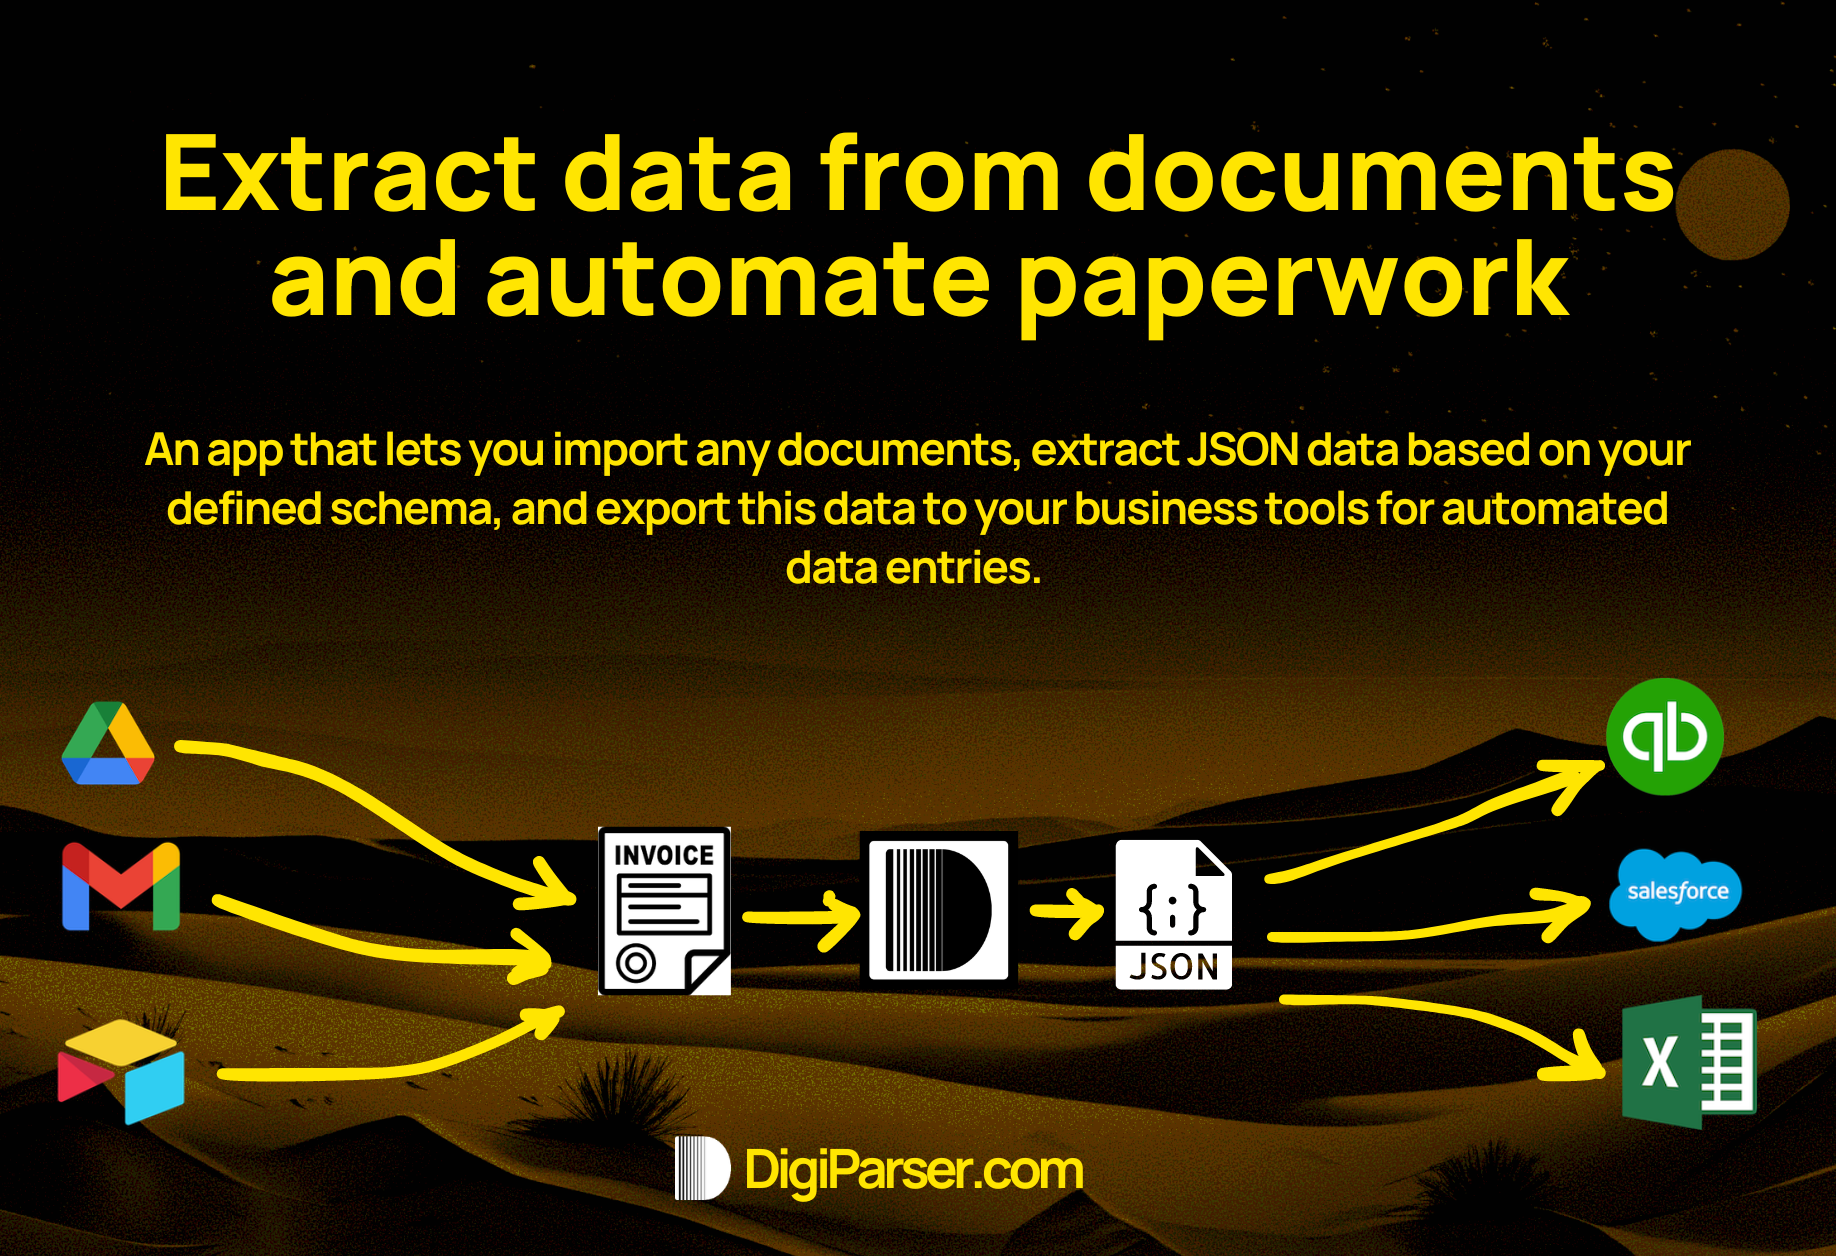 Extract data from documents
and automate paperwork
An app that lets you import any documents, extract JSON data based on your
defined schema, and export this data to your business tools for automated
data entries.
qb
salesforce
INVOICE
{;}
JSON
X
DigiParser.com